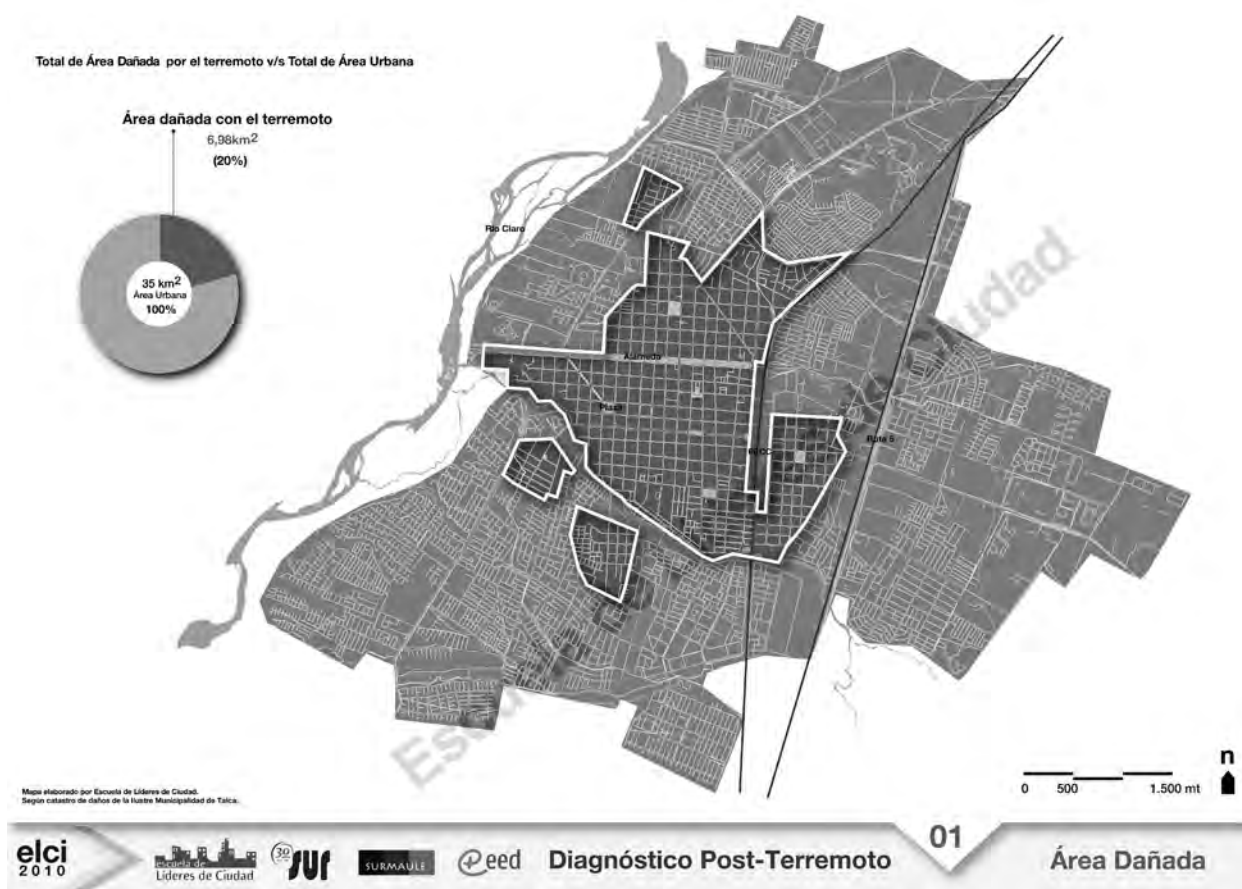 Total de Área Dañada por el terremoto v/s Total de Área Urbana
Área dañada con el terremoto
6,98km2
(20%)
35 km2
Área Urbana
100%
Río Claro
Alameda
Plaza
Ruta 5
Mapa elaborado por Escuela de Líderes de Ciudad.
Según catastro de daños de la Ilustre Municipalidad de Talca.
n
0 500 1.500 mt
elci
2010
escuela de
Líderes de Ciudad
30
SUR
SURMAULE
eed
Diagnóstico Post-Terremoto
01
Área Dañada